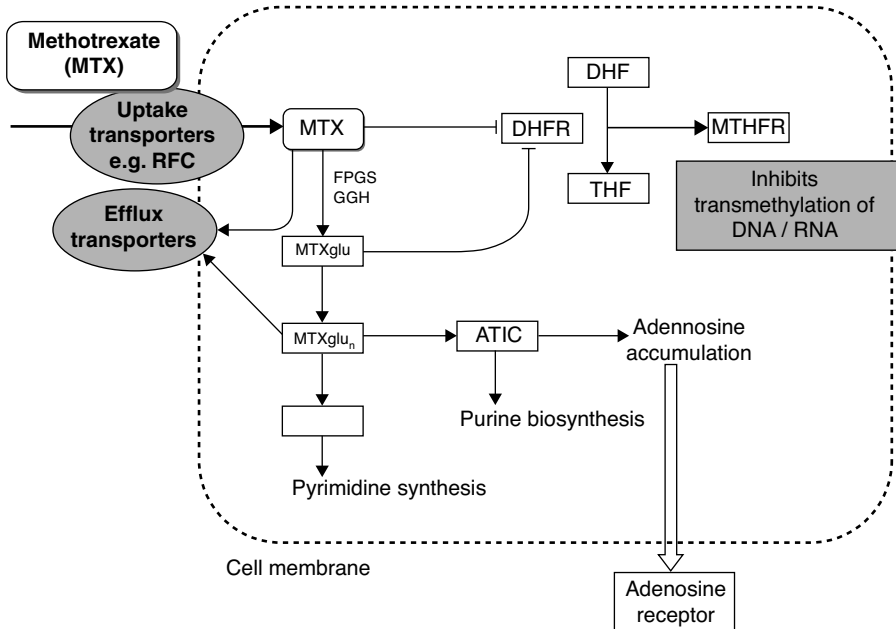 Methotrexate
(MTX)
Uptake
transporters
e.g. RFC
MTX
DHFR
DHF
MTHFR
THF
Inhibits
transmethylation of
DNA / RNA
FPGS
GGH
Efflux
transporters
MTXglu
MTXgluₙ
ATIC
Adennosine
accumulation
Purine biosynthesis
Pyrimidine synthesis
Cell membrane
Adenosine
receptor